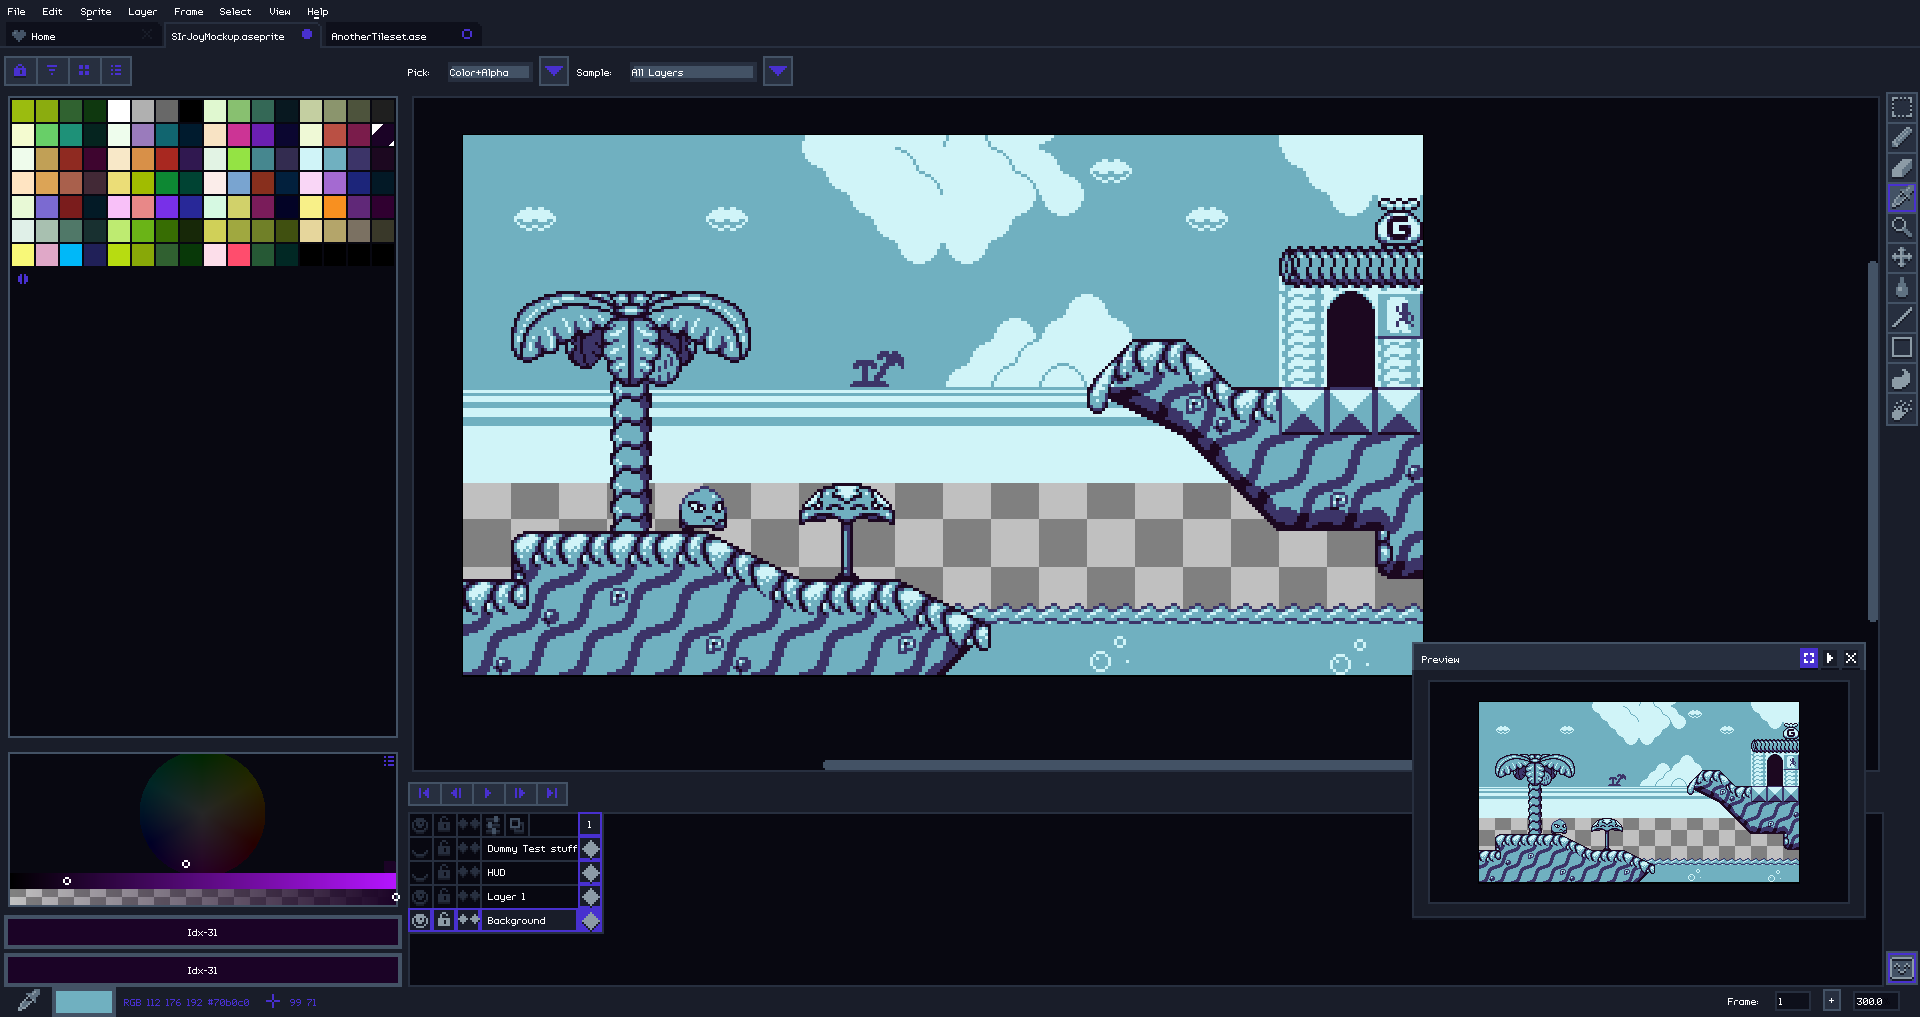 File Edit Sprite Layer Frame Select View Help
Home SIrJoyMockup.aseprite AnotherTileset.ase
Pick: Color+Alpha Sample: All Layers
G
P
P
P
P
P
Preview
G
1
Dummy Test stuff
HUD
Layer 1
Background
Idx-31
Idx-31
RGB 112 176 192 #70b0c0 99 71
Frame: 1 + 300.0